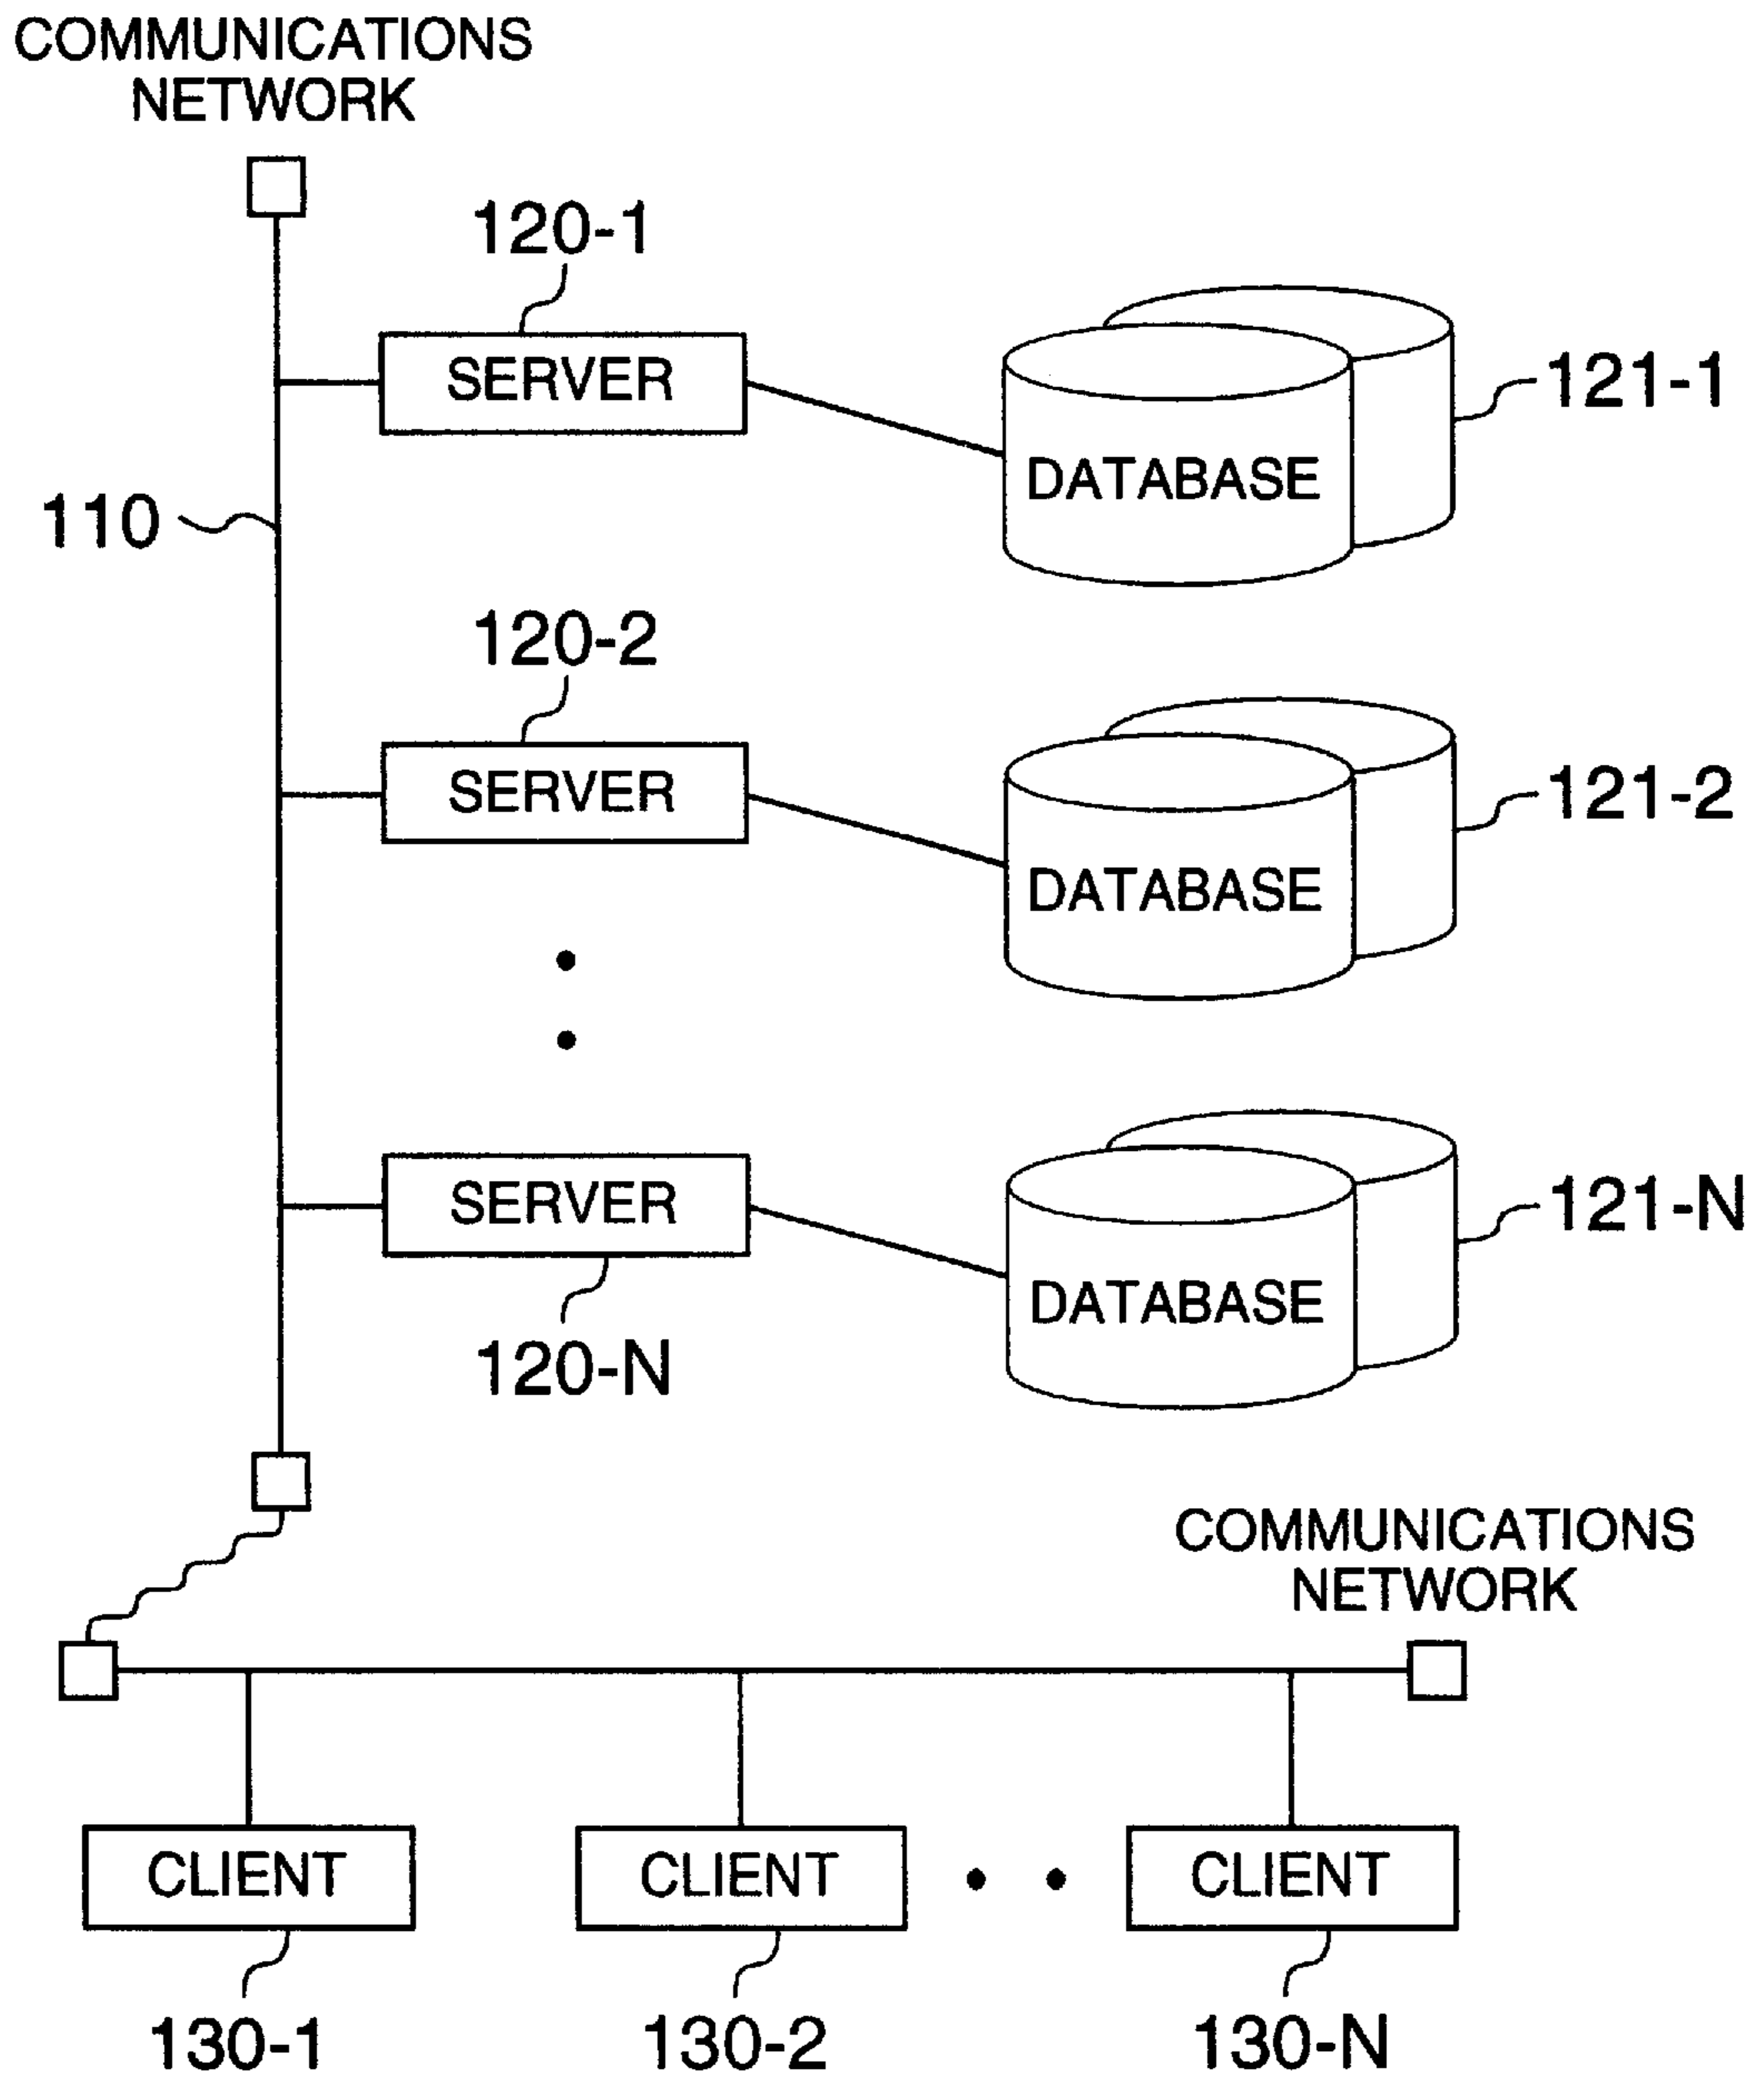 COMMUNICATIONS
NETWORK
120-1
SERVER
121-1
DATABASE
110
120-2
SERVER
121-2
DATABASE
SERVER
121-N
DATABASE
120-N
COMMUNICATIONS
NETWORK
CLIENT
CLIENT
CLIENT
130-1
130-2
130-N